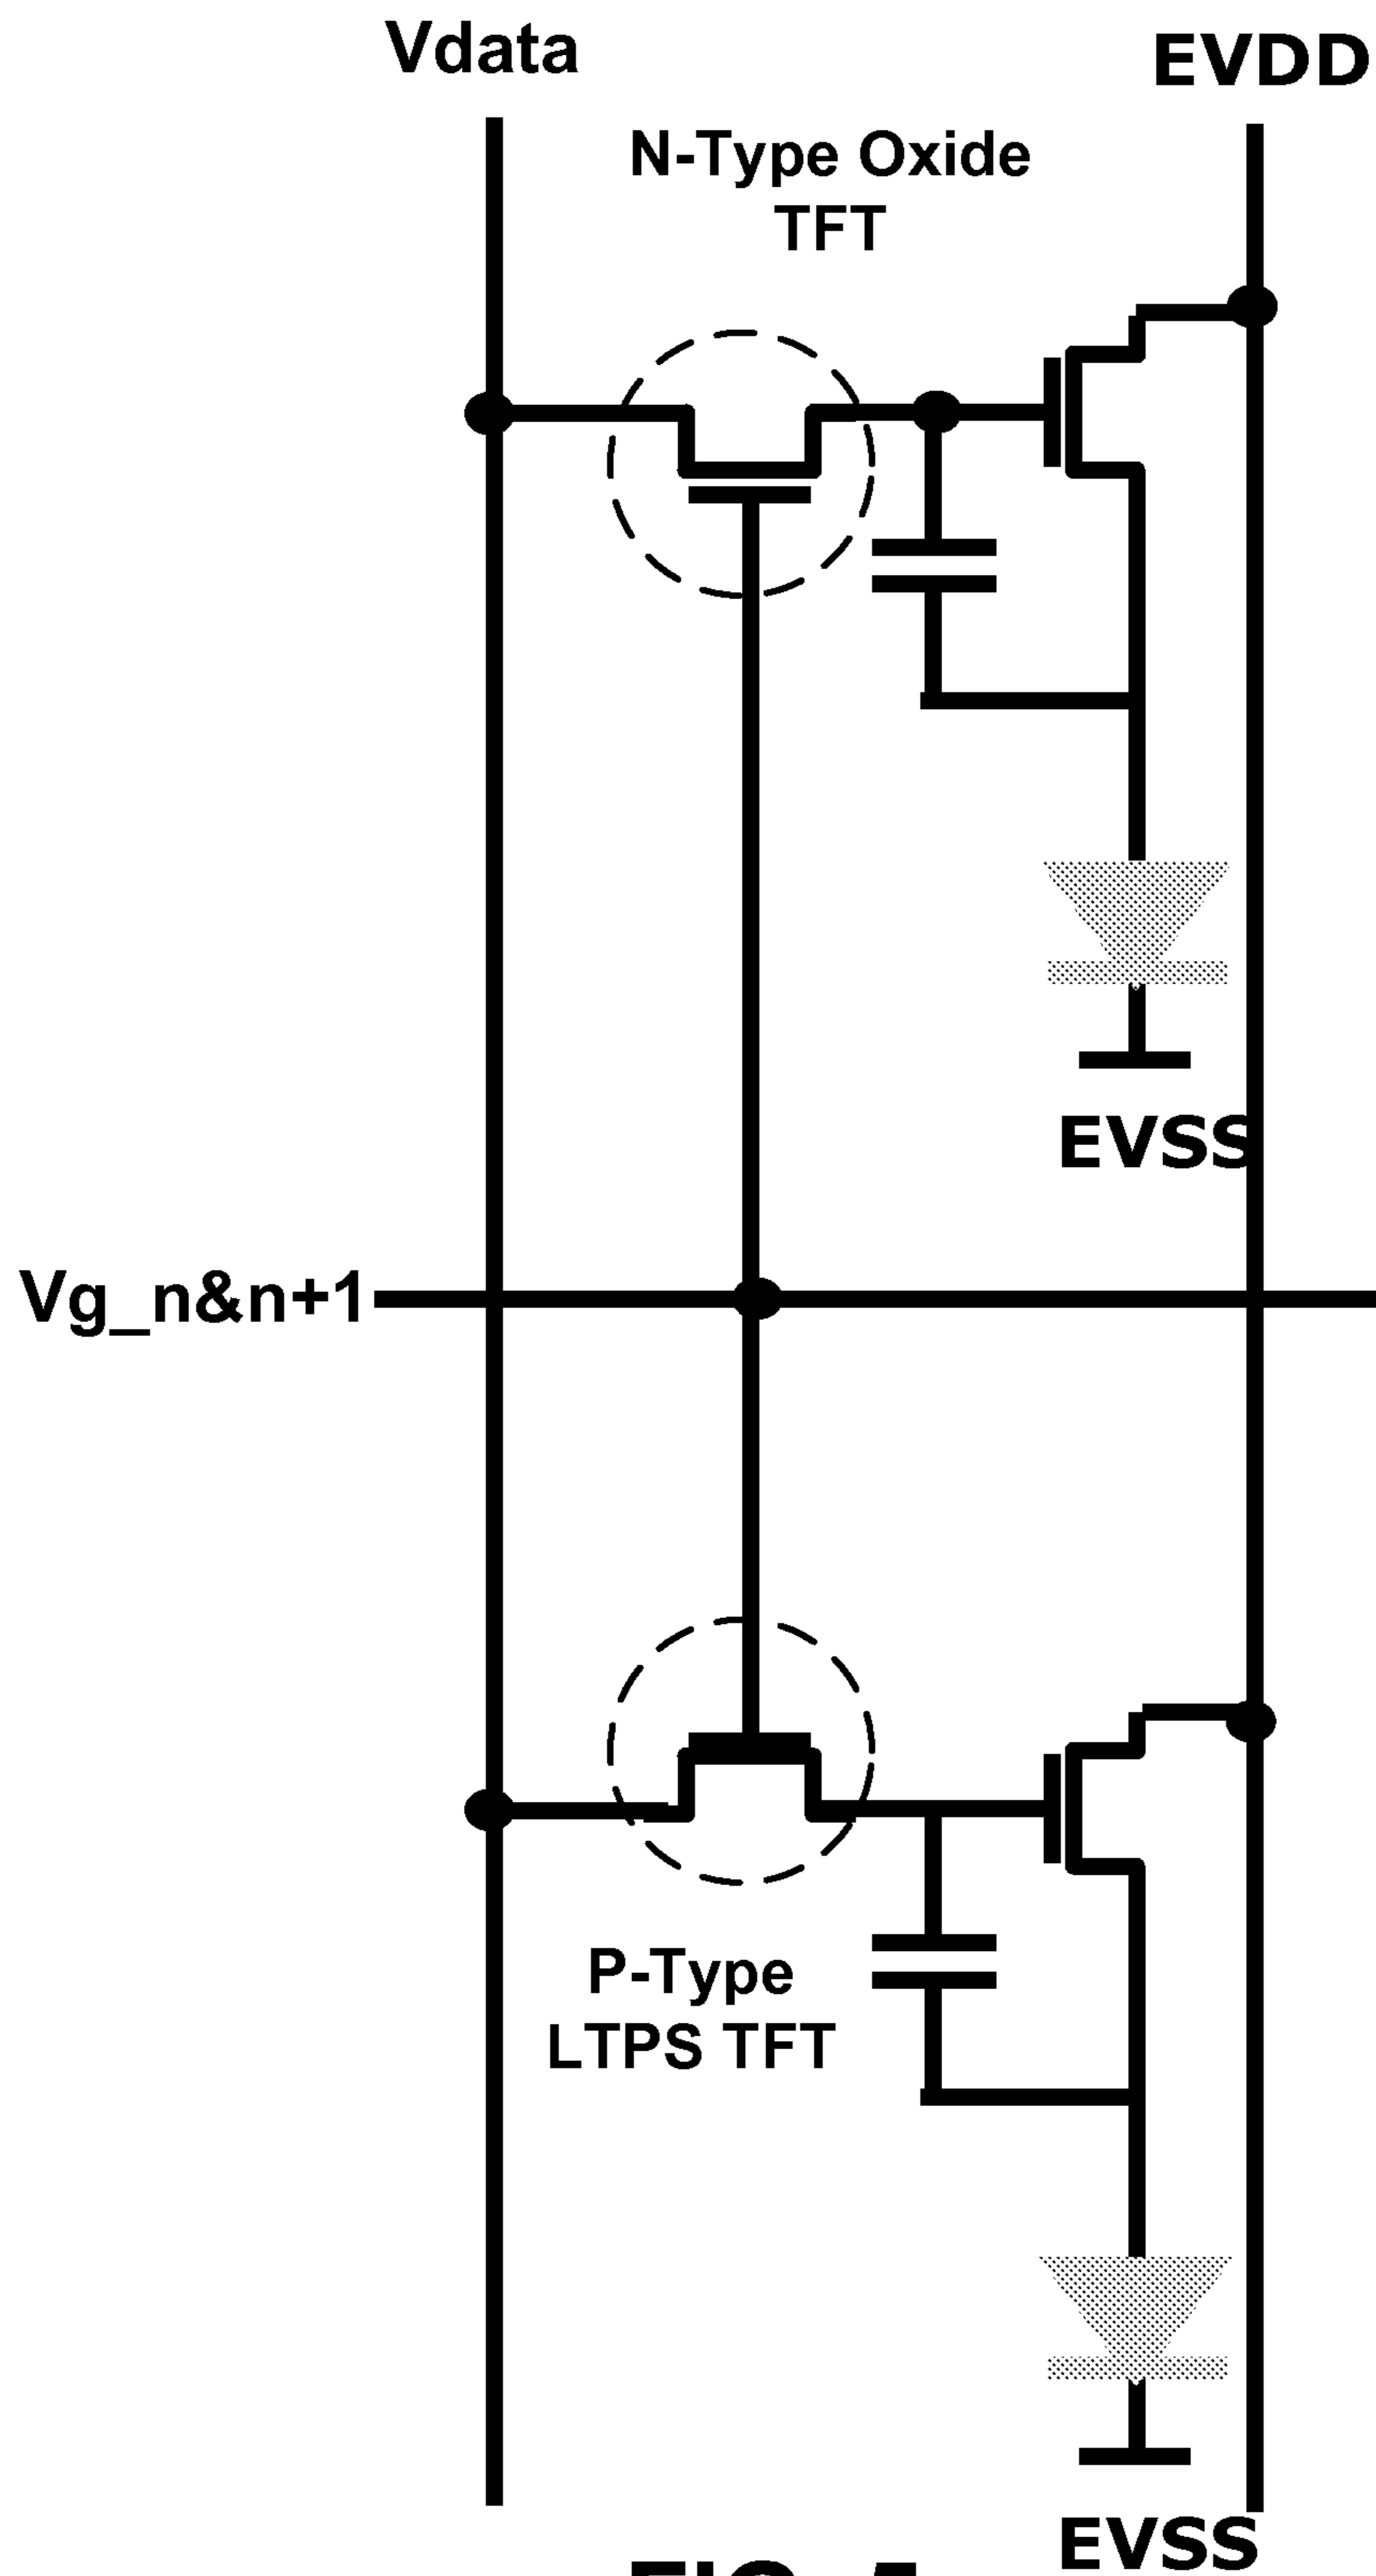 Vdata
EVDD
N-Type Oxide
TFT
EVSS
Vg_n&n+1
P-Type
LTPS TFT
EVSS